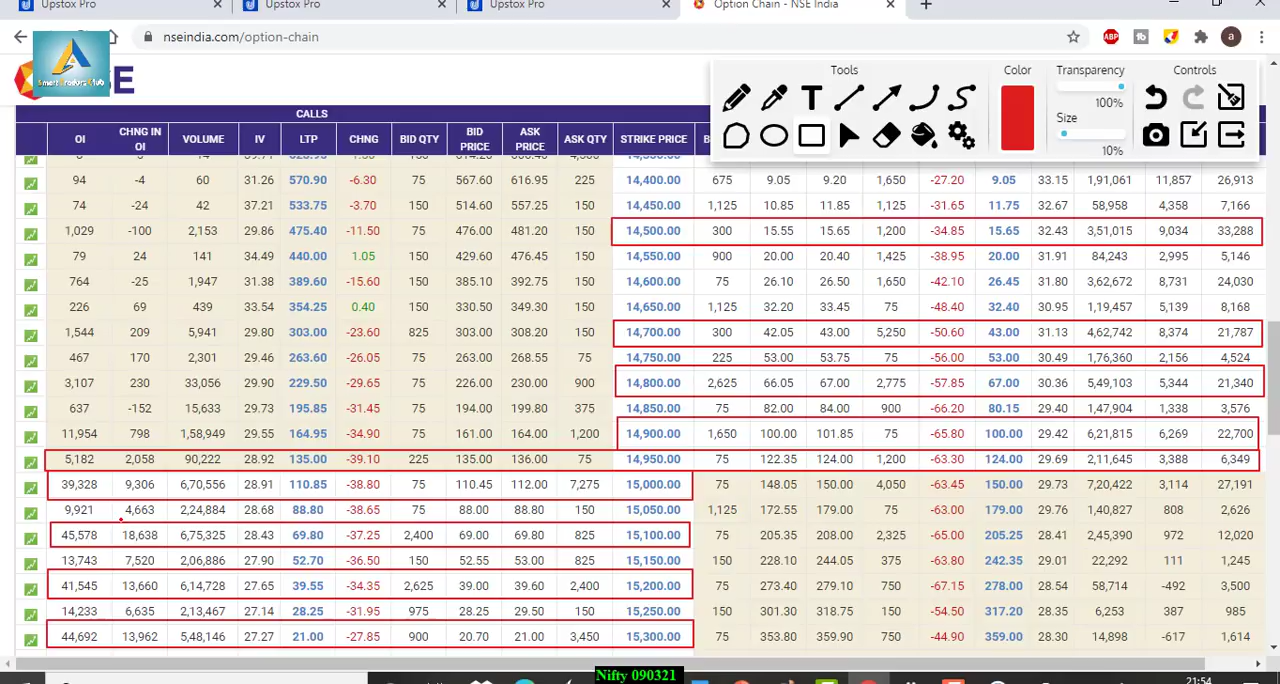 Upstox Pro
Upstox Pro
Upstox Pro
Option Chain - NSE India
nseindia.com/option-chain
ABP
tb
a
Smart Product Club
Tools
Color
Transparency
Controls
100%
Size
10%
T
CALLS
OI CHNG IN OI VOLUME IV LTP CHNG BID QTY BID PRICE ASK PRICE ASK QTY STRIKE PRICE
94 -4 60 31.26 570.90 -6.30 75 567.60 616.95 225 14,400.00 675 9.05 9.20 1,650 -27.20 9.05 33.15 1,91,061 11,857 26,913
74 -24 42 37.21 533.75 -3.70 150 514.60 557.25 150 14,450.00 1,125 10.85 11.85 1,125 -31.65 11.75 32.67 58,958 4,358 7,166
1,029 -100 2,153 29.86 475.40 -11.50 150 476.00 481.20 150 14,500.00 300 15.55 15.65 1,200 -34.85 15.65 32.43 3,51,015 9,034 33,288
79 24 141 34.49 440.00 1.05 150 429.60 476.45 150 14,550.00 900 20.00 20.40 1,425 -38.95 20.00 31.91 84,243 2,995 5,146
764 -25 1,947 31.38 389.60 -15.60 150 385.10 392.75 150 14,600.00 75 26.10 26.50 1,650 -42.10 26.45 31.80 3,62,672 8,731 24,030
226 69 439 33.54 354.25 0.40 150 330.50 349.30 150 14,650.00 1,125 32.20 33.45 75 -48.40 32.40 30.95 1,19,457 5,139 8,168
1,544 209 5,941 29.80 303.00 -23.60 825 303.00 308.20 150 14,700.00 300 42.05 43.00 5,250 -50.60 43.00 31.13 4,62,742 8,374 21,787
467 170 2,301 29.46 263.60 -26.05 75 263.00 268.55 75 14,750.00 225 53.00 53.75 75 -56.00 53.00 30.49 1,76,360 2,156 4,524
3,107 230 33,056 29.90 229.50 -29.65 75 226.00 230.00 900 14,800.00 2,625 66.05 67.00 2,775 -57.85 67.00 30.36 5,49,103 5,344 21,340
637 -152 15,633 29.73 195.85 -31.45 75 194.00 199.80 375 14,850.00 75 82.00 84.00 900 -66.20 80.15 29.40 1,47,904 1,338 3,576
11,954 798 1,58,949 29.55 164.95 -34.90 75 161.00 164.00 1,200 14,900.00 1,650 100.00 101.85 75 -65.80 100.00 29.42 6,21,815 6,269 22,700
5,182 2,058 90,222 28.92 135.00 -39.10 225 135.00 136.00 75 14,950.00 75 122.35 124.00 1,200 -63.30 124.00 29.69 2,11,645 3,388 6,349
39,328 9,306 6,70,556 28.91 110.85 -38.80 75 110.45 112.00 7,275 15,000.00 75 148.05 150.00 4,050 -63.45 150.00 29.73 7,20,422 3,114 27,191
9,921 4,663 2,24,884 28.68 88.80 -38.65 75 88.00 88.80 150 15,050.00 1,125 172.55 179.00 75 -63.00 179.00 29.76 1,40,827 808 2,626
45,578 18,638 6,75,325 28.43 69.80 -37.25 2,400 69.00 69.80 825 15,100.00 75 205.35 208.00 2,325 -65.00 205.25 28.41 2,45,390 972 12,020
13,743 7,520 2,06,886 27.90 52.70 -36.50 150 52.55 53.00 825 15,150.00 150 228.10 244.05 375 -63.80 242.35 29.01 22,292 111 1,245
41,545 13,660 6,14,728 27.65 39.55 -34.35 2,625 39.00 39.60 2,400 15,200.00 75 273.40 279.10 750 -67.15 278.00 28.54 58,714 -492 3,500
14,233 6,635 2,13,467 27.14 28.25 -31.95 975 28.25 29.50 150 15,250.00 150 301.30 318.75 150 -54.50 317.20 28.35 6,253 387 985
44,692 13,962 5,48,146 27.27 21.00 -27.85 900 20.70 21.00 3,450 15,300.00 75 353.80 359.90 750 -44.90 359.00 28.30 14,898 -617 1,614
Nifty 090321
21:54